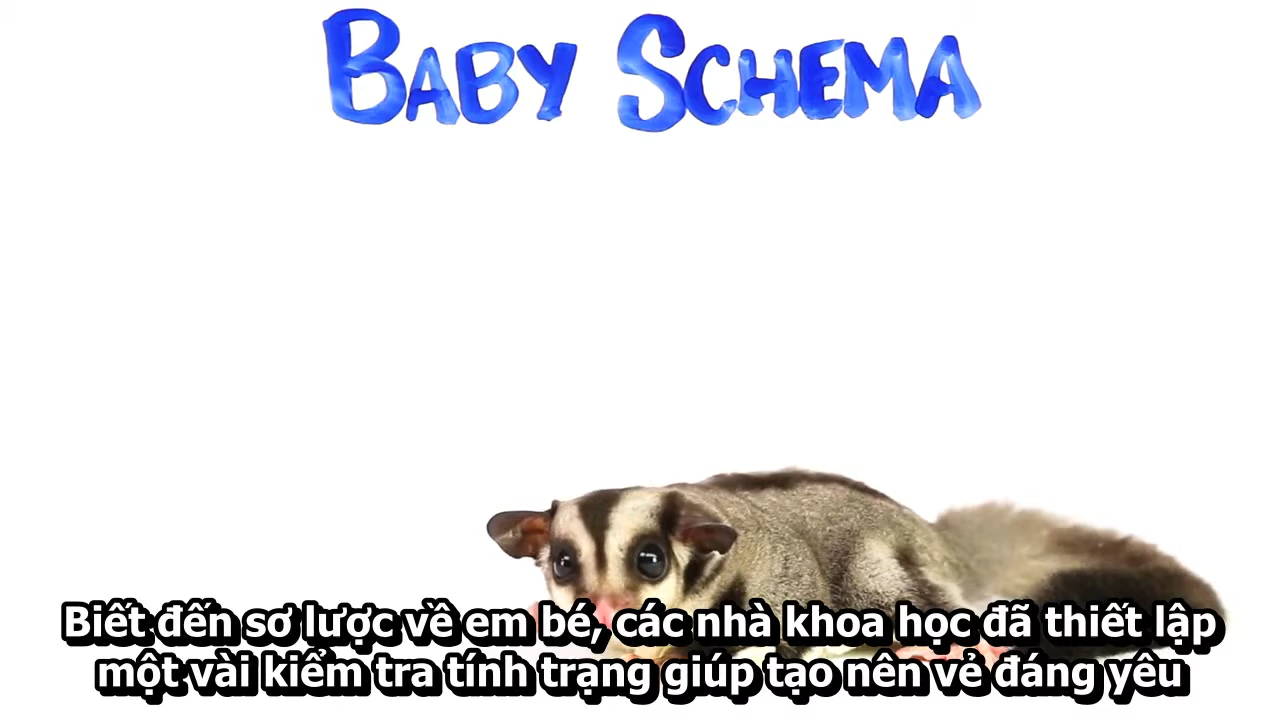 BABY SCHEMA
Biết đến sơ lược về em bé, các nhà khoa học đã thiết lập
một vài kiểm tra tính trạng giúp tạo nên vẻ đáng yêu